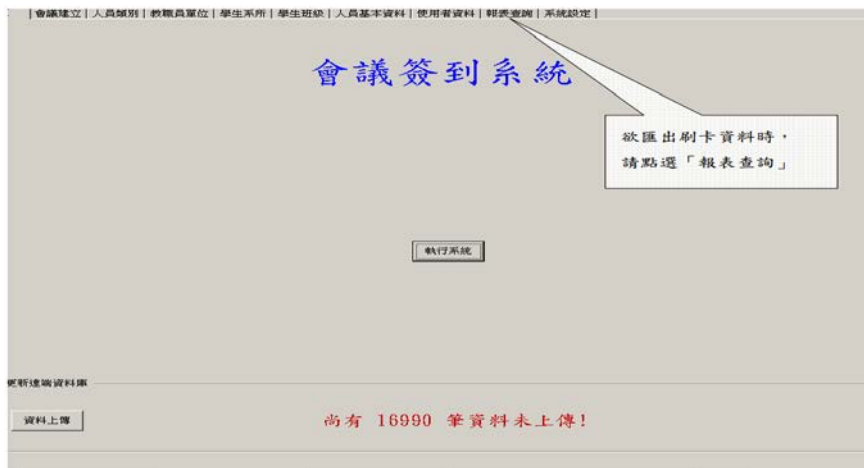 會議建立 | 人員類別 | 教職員單位 | 學生系所 | 學生班級 | 人員基本資料 | 使用者資料 | 報表查詢 | 系統設定 |
會議簽到系統
欲匯出刷卡資料時，
請點選「報表查詢」
執行系統
更新遠端資料庫
資料上傳
尚有 16990 筆資料未上傳!